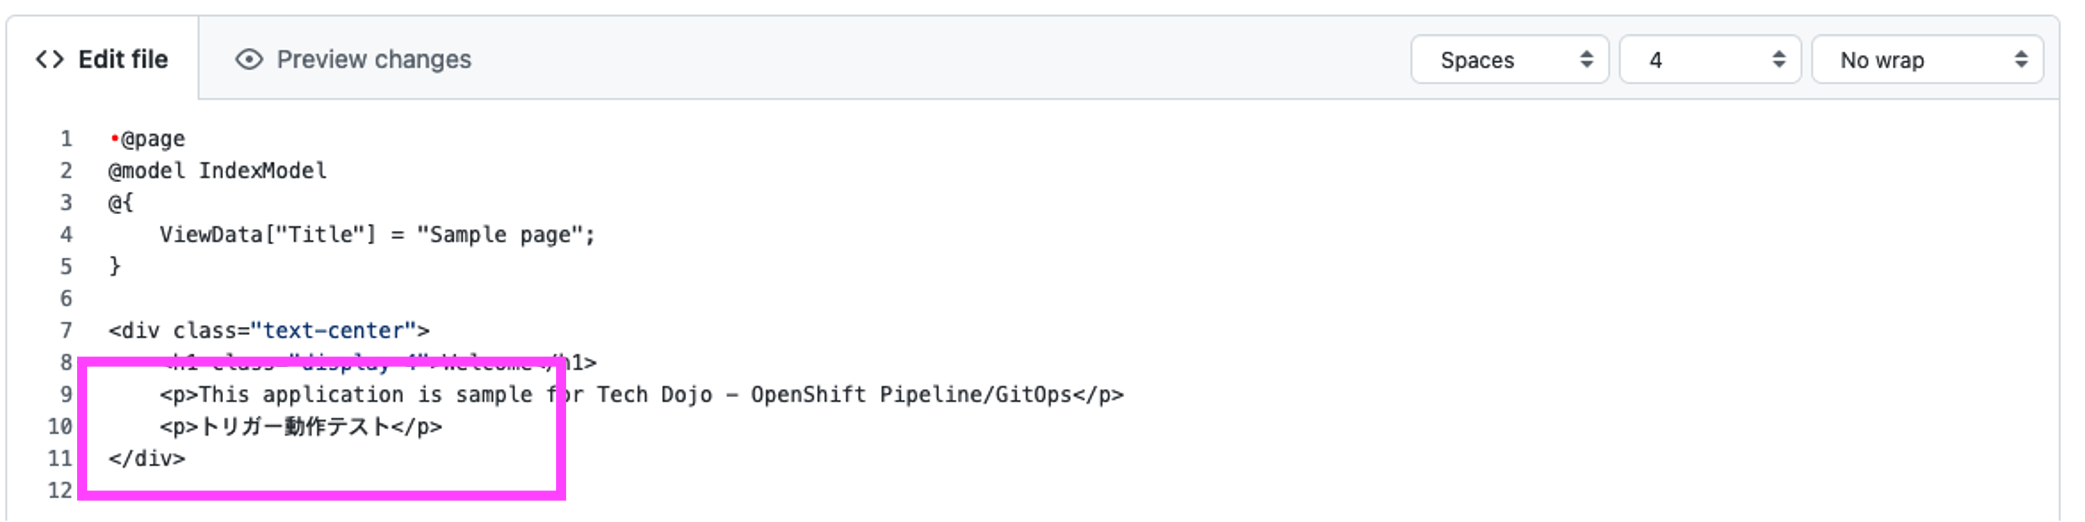 <> Edit file Preview changes Spaces 4 No wrap
1 •@page
2 @model IndexModel
3 @{
4 ViewData["Title"] = "Sample page";
5 }
6
7 <div class="text-center">
8 <h1 class="display-4">Welcome</h1>
9 <p>This application is sample for Tech Dojo - OpenShift Pipeline/GitOps</p>
10 <p>トリガー動作テスト</p>
11 </div>
12